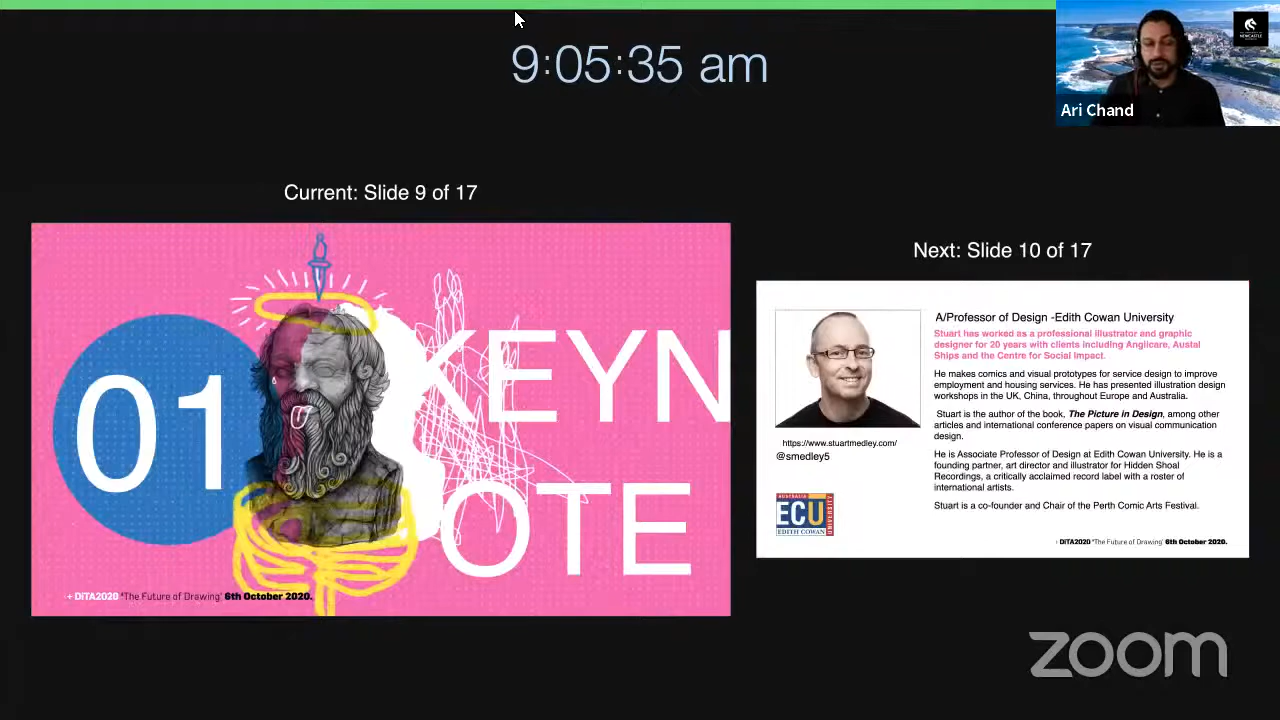 9:05:35 am
Ari Chand
Current: Slide 9 of 17
01
KEYN
OTE
+ DiTA2020 'The Future of Drawing' 6th October 2020.
Next: Slide 10 of 17
A/Professor of Design -Edith Cowan University
Stuart has worked as a professional illustrator and graphic
designer for 20 years with clients including Anglicare, Austal
Ships and the Centre for Social Impact.
He makes comics and visual prototypes for service design to improve
employment and housing services. He has presented illustration design
workshops in the UK, China, throughout Europe and Australia.
Stuart is the author of the book, The Picture in Design, among other
articles and international conference papers on visual communication
design.
He is Associate Professor of Design at Edith Cowan University. He is a
founding partner, art director and illustrator for Hidden Shoal
Recordings, a critically acclaimed record label with a roster of
international artists.
Stuart is a co-founder and Chair of the Perth Comic Arts Festival.
https://www.stuartmedley.com/
@smedley5
AUSTRALIA
ECU
EDITH COWAN
UNIVERSITY
+ DiTA2020 'The Future of Drawing' 6th October 2020.
zoom